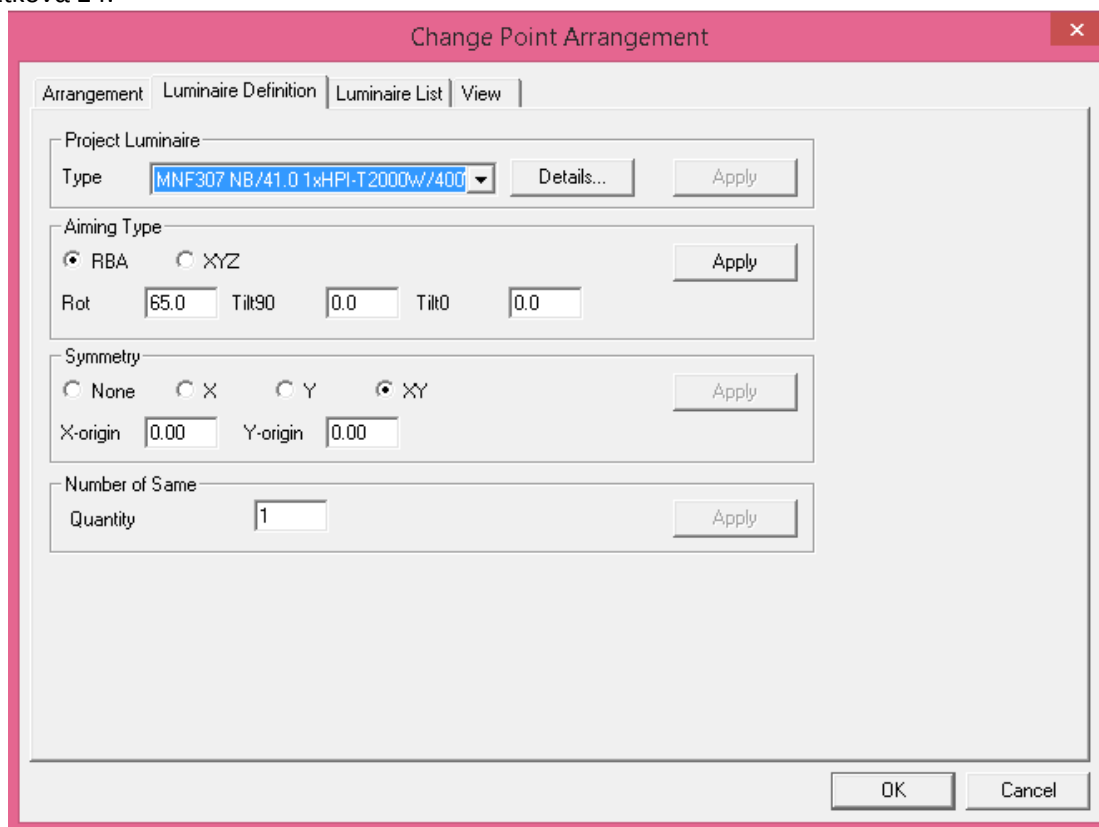 Change Point Arrangement
Arrangement Luminaire Definition Luminaire List View
Project Luminaire
Type MNF307 NB/41.0 1xHPI-T2000W/400 Details... Apply
Aiming Type
RBA XYZ Apply
Rot 65.0 Tilt90 0.0 Tilt0 0.0
Symmetry
None X Y XY Apply
X-origin 0.00 Y-origin 0.00
Number of Same
Quantity 1 Apply
OK Cancel